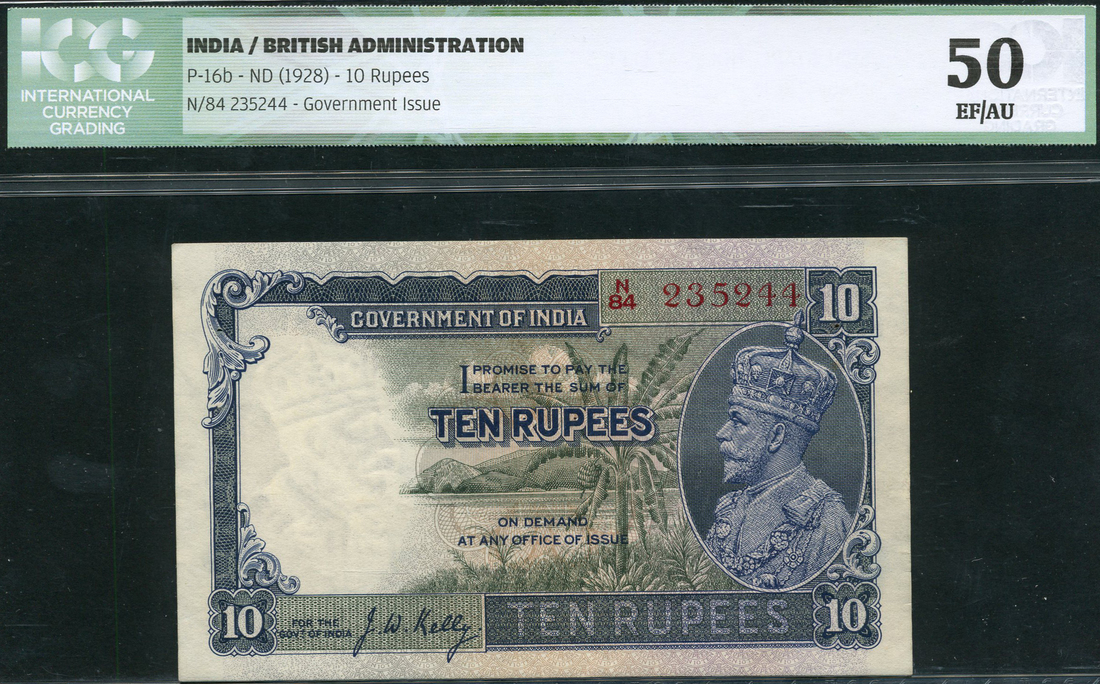 ICG
INTERNATIONAL
CURRENCY
GRADING
INDIA / BRITISH ADMINISTRATION
P-16b - ND (1928) - 10 Rupees
N/84 235244 - Government Issue
50
EF/AU
N
84 235244
10
GOVERNMENT OF INDIA
I PROMISE TO PAY THE
BEARER THE SUM OF
TEN RUPEES
ON DEMAND
AT ANY OFFICE OF ISSUE
10
FOR THE
GOVT OF INDIA
J W Kelly
TEN RUPEES
10